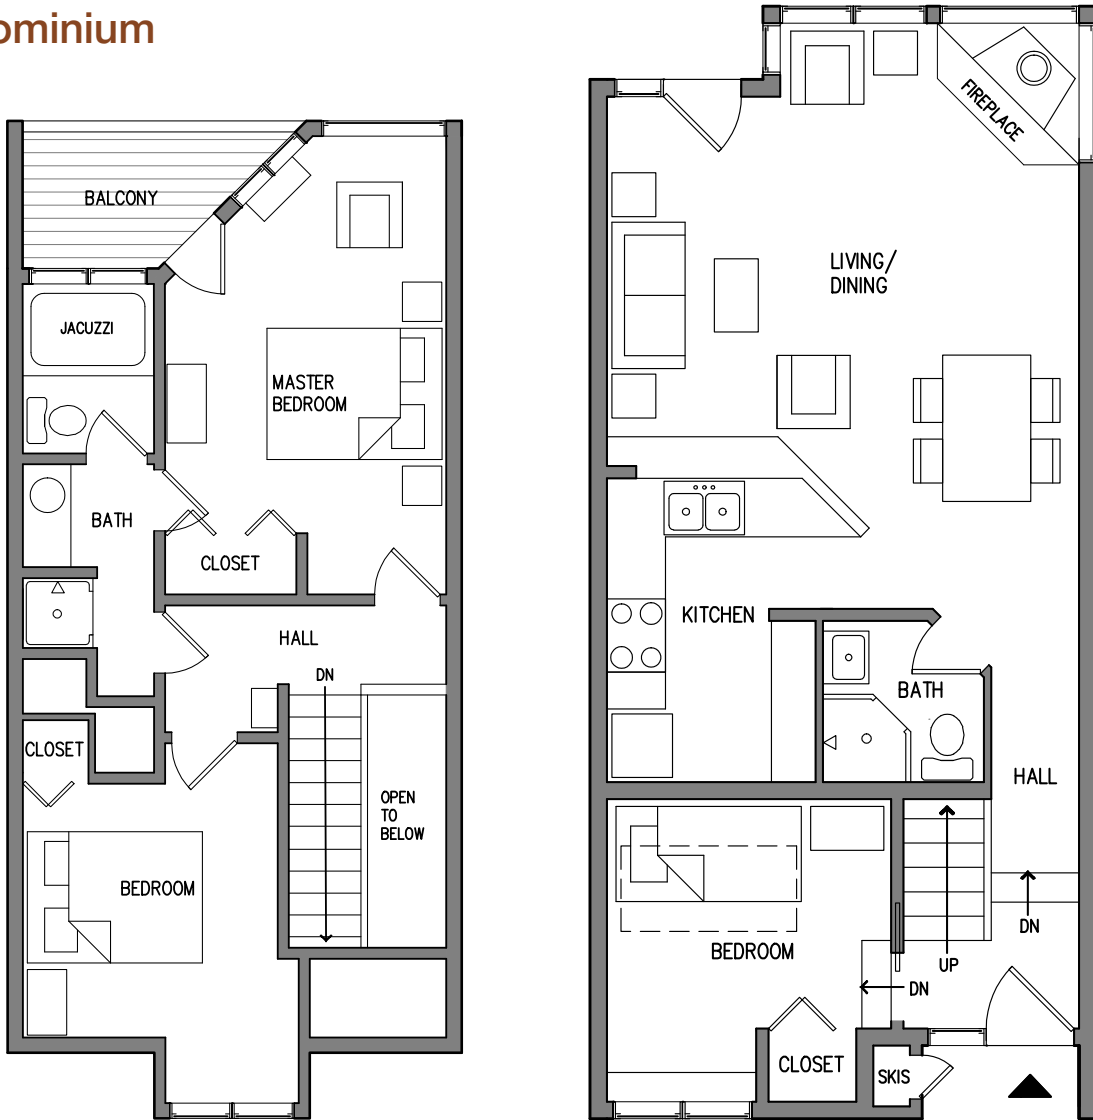 ominium
BALCONY
JACUZZI
MASTER
BEDROOM
BATH
CLOSET
HALL
DN
CLOSET
OPEN
TO
BELOW
BEDROOM
FIREPLACE
LIVING/
DINING
KITCHEN
BATH
HALL
BEDROOM
DN
UP
DN
CLOSET
SKIS